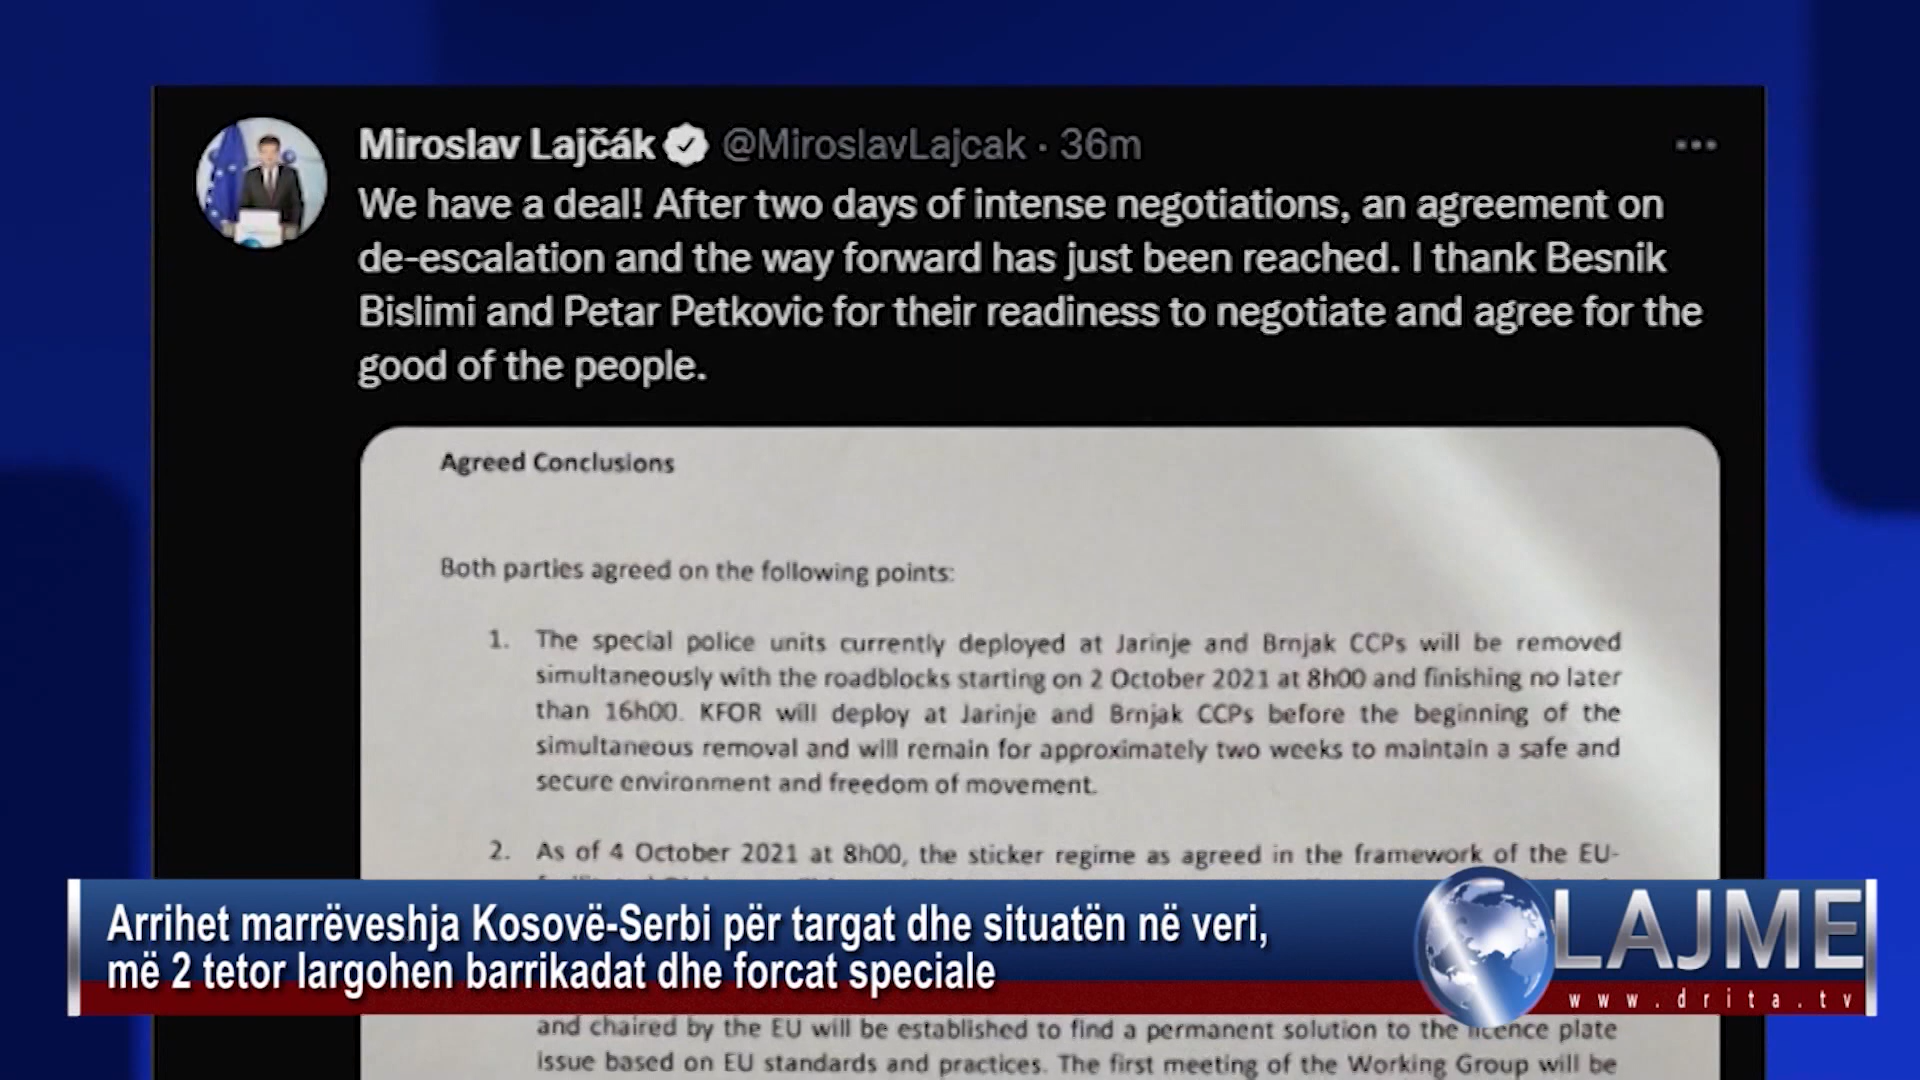 Miroslav Lajčák @MiroslavLajcak · 36m
We have a deal! After two days of intense negotiations, an agreement on
de-escalation and the way forward has just been reached. I thank Besnik
Bislimi and Petar Petkovic for their readiness to negotiate and agree for the
good of the people.
Agreed Conclusions
Both parties agreed on the following points:
1. The special police units currently deployed at Jarinje and Brnjak CCPs will be removed
simultaneously with the roadblocks starting on 2 October 2021 at 8h00 and finishing no later
than 16h00. KFOR will deploy at Jarinje and Brnjak CCPs before the beginning of the
simultaneous removal and will remain for approximately two weeks to maintain a safe and
secure environment and freedom of movement.
2. As of 4 October 2021 at 8h00, the sticker regime as agreed in the framework of the EU-
Arrihet marrëveshja Kosovë-Serbi për targat dhe situatën në veri,
më 2 tetor largohen barrikadat dhe forcat speciale
LAJME
www.drita.tv
and chaired by the EU will be established to find a permanent solution to the licence plate
issue based on EU standards and practices. The first meeting of the Working Group will be